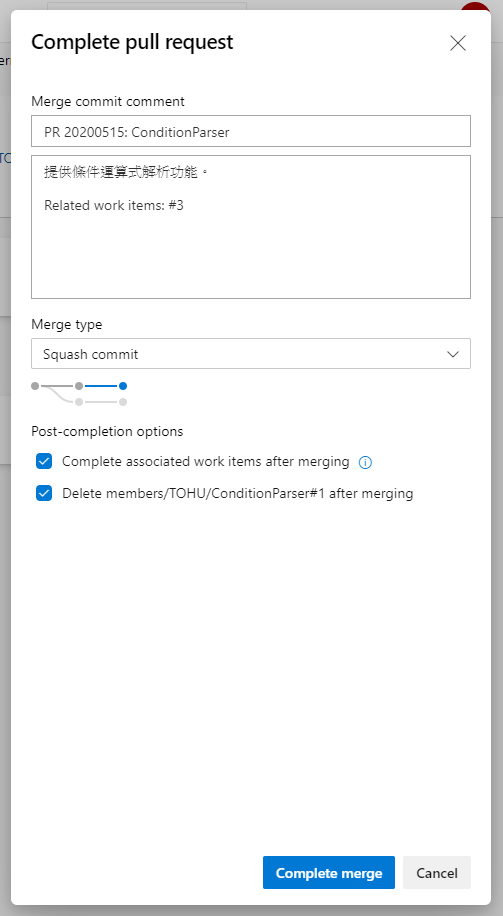 Complete pull request
Merge commit comment
PR 20200515: ConditionParser
提供條件運算式解析功能。
Related work items: #3
Merge type
Squash commit
Post-completion options
Complete associated work items after merging
Delete members/TOHU/ConditionParser#1 after merging
Complete merge
Cancel